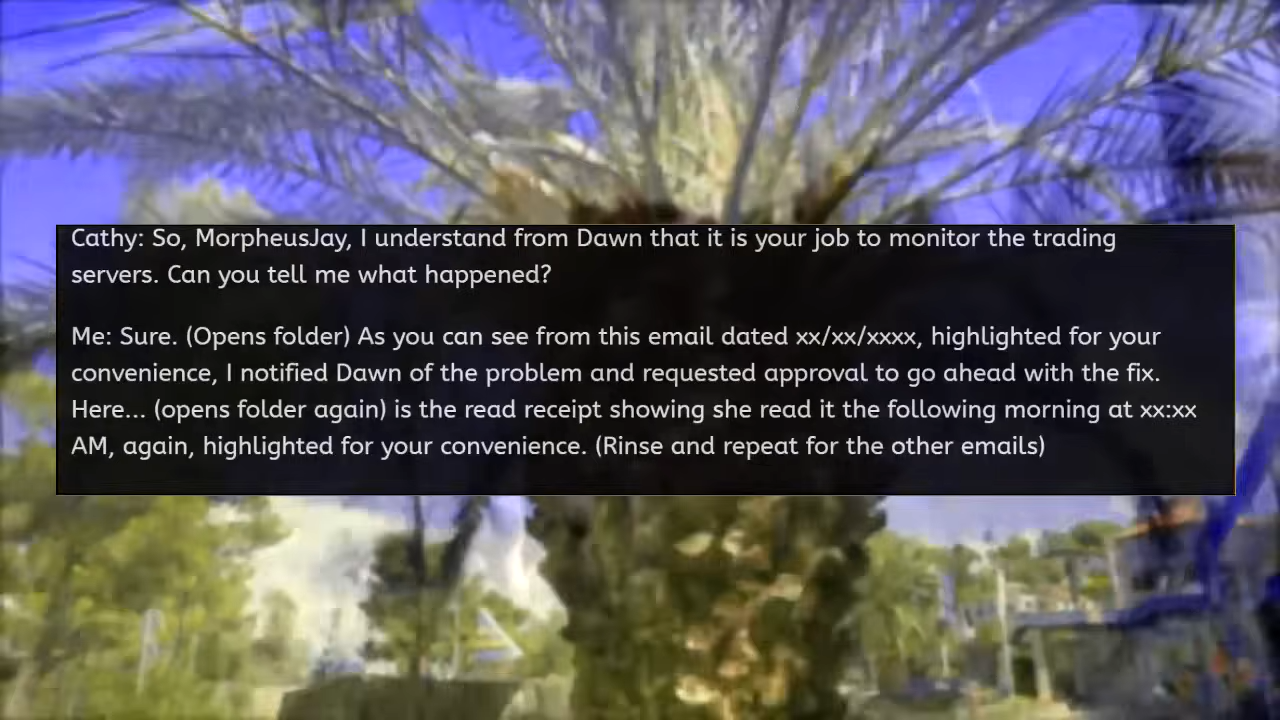 Cathy: So, MorpheusJay, I understand from Dawn that it is your job to monitor the trading
servers. Can you tell me what happened?
Me: Sure. (Opens folder) As you can see from this email dated xx/xx/xxxx, highlighted for your
convenience, I notified Dawn of the problem and requested approval to go ahead with the fix.
Here... (opens folder again) is the read receipt showing she read it the following morning at xx:xx
AM, again, highlighted for your convenience. (Rinse and repeat for the other emails)